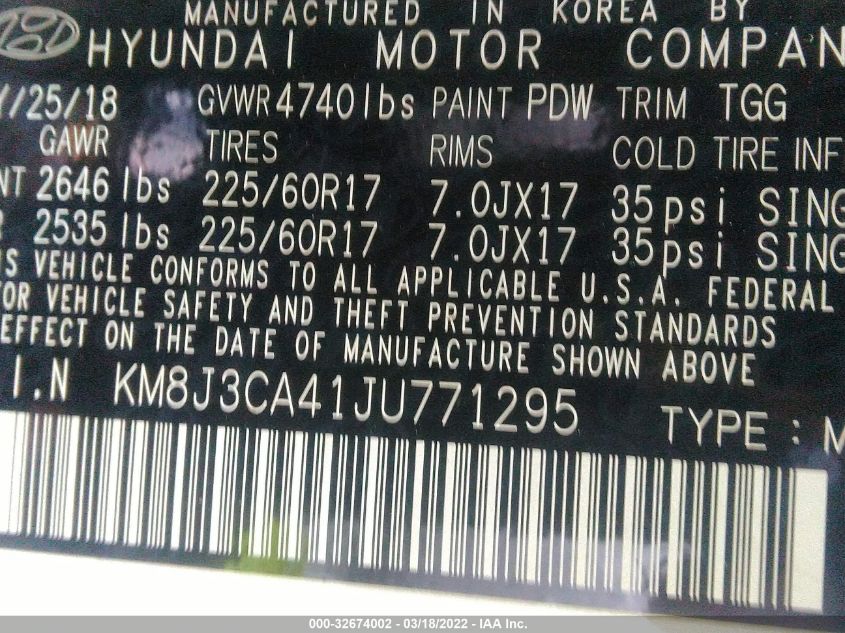 MANUFACTURED IN KOREA BY
HYUNDAI MOTOR COMPAN
/25/18 GVWR 4740 lbs PAINT PDW TRIM TGG
GAWR TIRES RIMS COLD TIRE INF
NT 2646 lbs 225/60R17 7.0JX17 35psi SING
2535 lbs 225/60R17 7.0JX17 35psi SING
IS VEHICLE CONFORMS TO ALL APPLICABLE U.S.A. FEDERAL
OR VEHICLE SAFETY AND THEFT PREVENTION STANDARDS
EFFECT ON THE DATE OF MANUFACTURE SHOWN ABOVE
I.N KM8J3CA41JU771295 TYPE : M
000-32674002 - 03/18/2022 - IAA Inc.